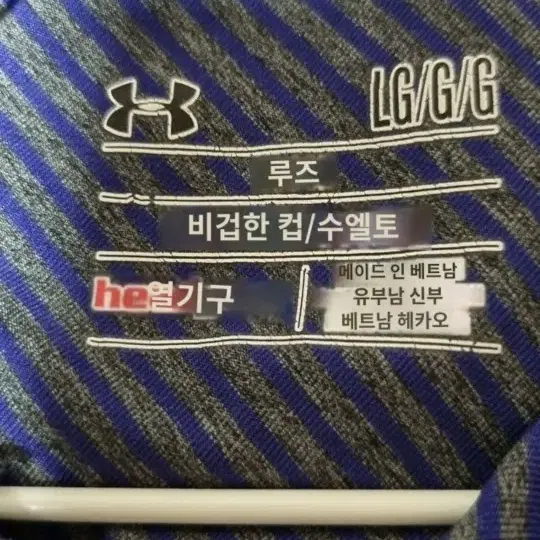 LG/G/G
루즈
비겁한 컵/수엘토
he열기구
메이드 인 베트남
유부남 신부
베트남 헤카오